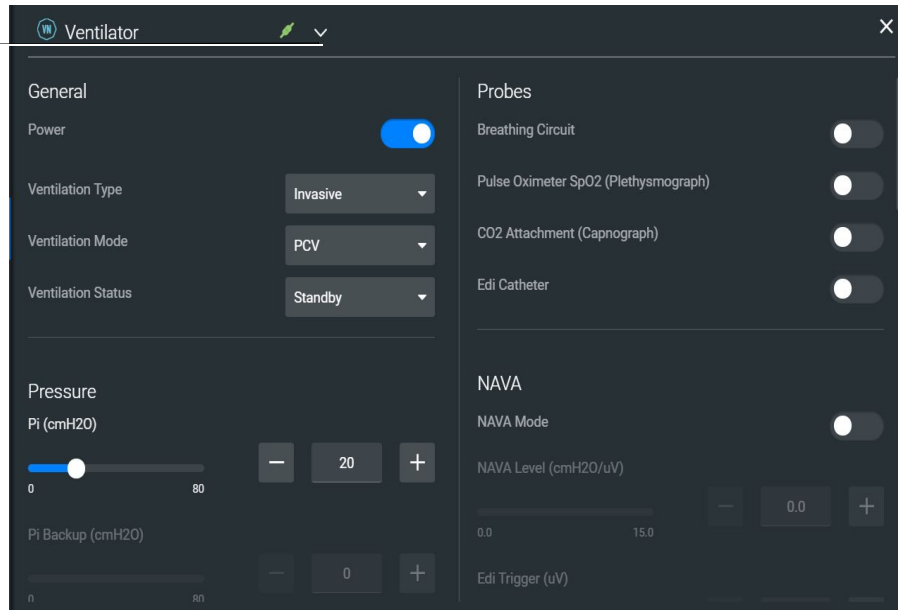 VN Ventilator
General
Power
Ventilation Type Invasive
Ventilation Mode PCV
Ventilation Status Standby
Pressure
Pi (cmH2O)
20
0 80
Pi Backup (cmH2O)
0
0 80
Probes
Breathing Circuit
Pulse Oximeter SpO2 (Plethysmograph)
CO2 Attachment (Capnograph)
Edi Catheter
NAVA
NAVA Mode
NAVA Level (cmH2O/uV)
0.0
0.0 15.0
Edi Trigger (uV)